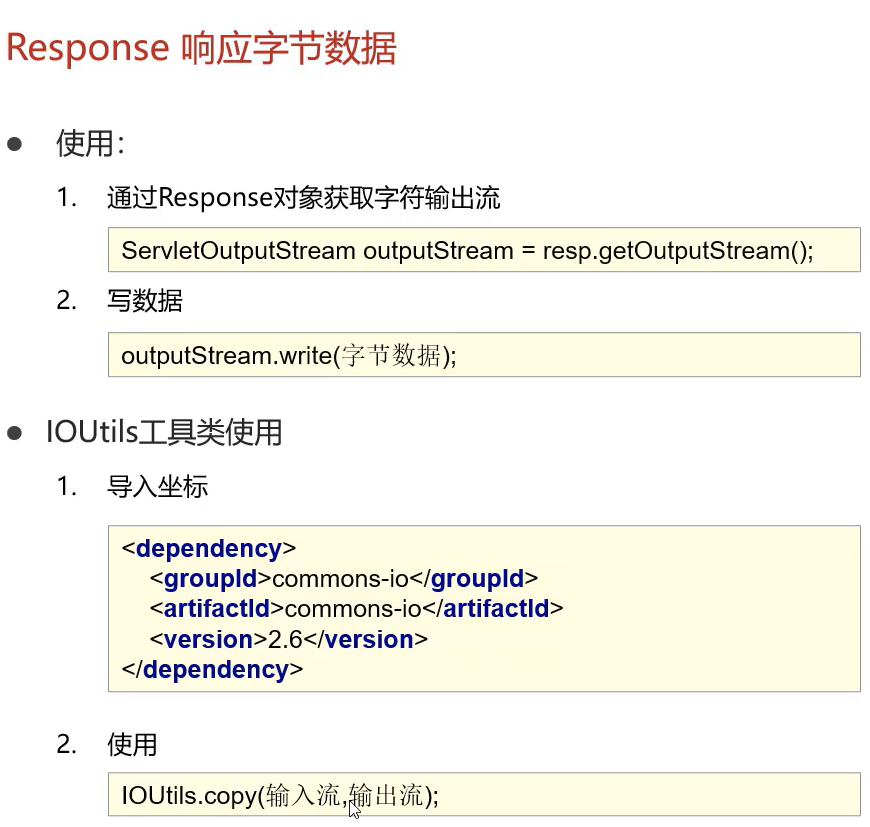 Response 响应字节数据
● 使用：
1. 通过Response对象获取字符输出流
ServletOutputStream outputStream = resp.getOutputStream();
2. 写数据
outputStream.write(字节数据);
● IOUtils工具类使用
1. 导入坐标
<dependency>
<groupId>commons-io</groupId>
<artifactId>commons-io</artifactId>
<version>2.6</version>
</dependency>
2. 使用
IOUtils.copy(输入流,输出流);